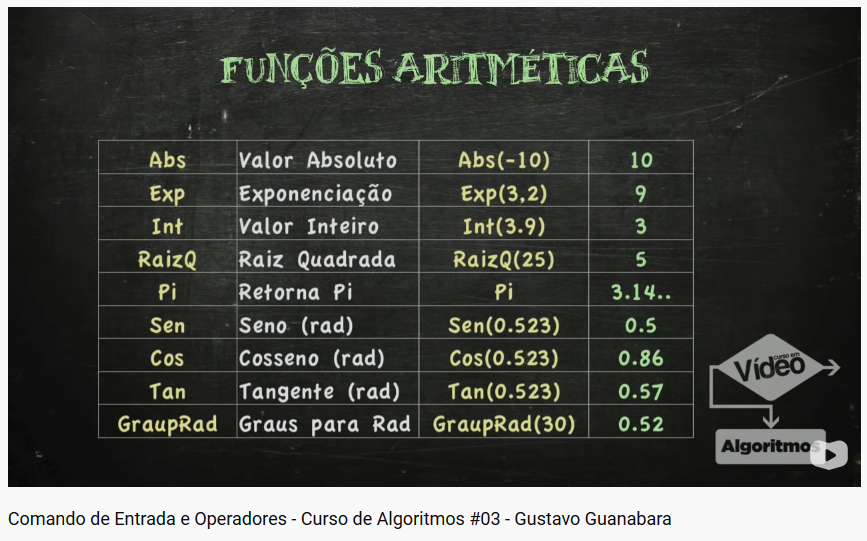 FUNÇÕES ARITMÉTICAS
Abs Valor Absoluto Abs(-10) 10
Exp Exponenciação Exp(3,2) 9
Int Valor Inteiro Int(3.9) 3
RaizQ Raiz Quadrada RaizQ(25) 5
Pi Retorna Pi Pi 3.14..
Sen Seno (rad) Sen(0.523) 0.5
Cos Cosseno (rad) Cos(0.523) 0.86
Tan Tangente (rad) Tan(0.523) 0.57
GraupRad Graus para Rad GraupRad(30) 0.52
curso em
Vídeo
Algoritmos
Comando de Entrada e Operadores - Curso de Algoritmos #03 - Gustavo Guanabara